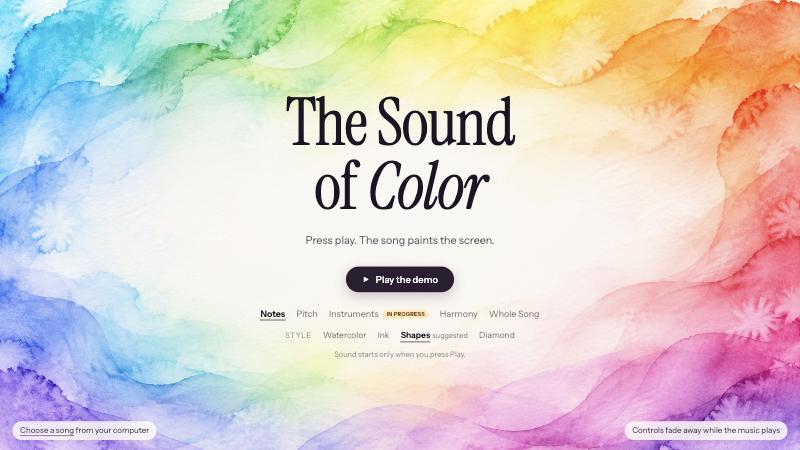 The Sound
of Color
Press play. The song paints the screen.
Play the demo
Notes Pitch Instruments IN PROGRESS Harmony Whole Song
STYLE Watercolor Ink Shapes suggested Diamond
Sound starts only when you press Play.
Choose a song from your computer
Controls fade away while the music plays